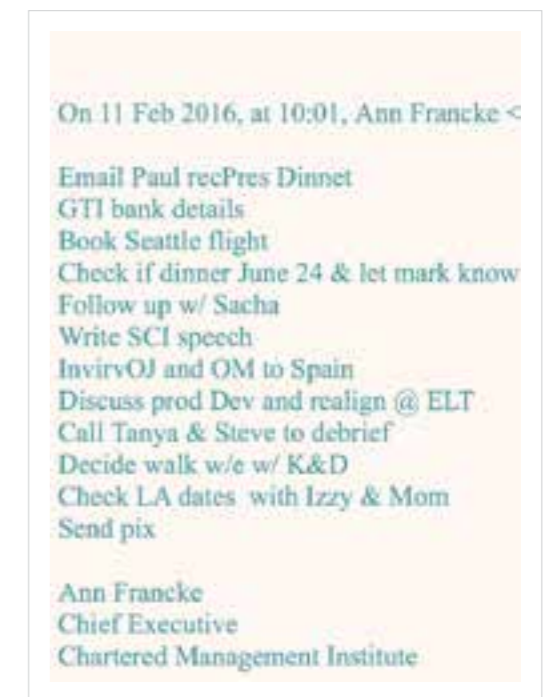 On 11 Feb 2016, at 10:01, Ann Francke <
Email Paul recPres Dinnet
GTI bank details
Book Seattle flight
Check if dinner June 24 & let mark know
Follow up w/ Sacha
Write SCI speech
InvirvOJ and OM to Spain
Discuss prod Dev and realign @ ELT
Call Tanya & Steve to debrief
Decide walk w/e w/ K&D
Check LA dates with Izzy & Mom
Send pix
Ann Francke
Chief Executive
Chartered Management Institute